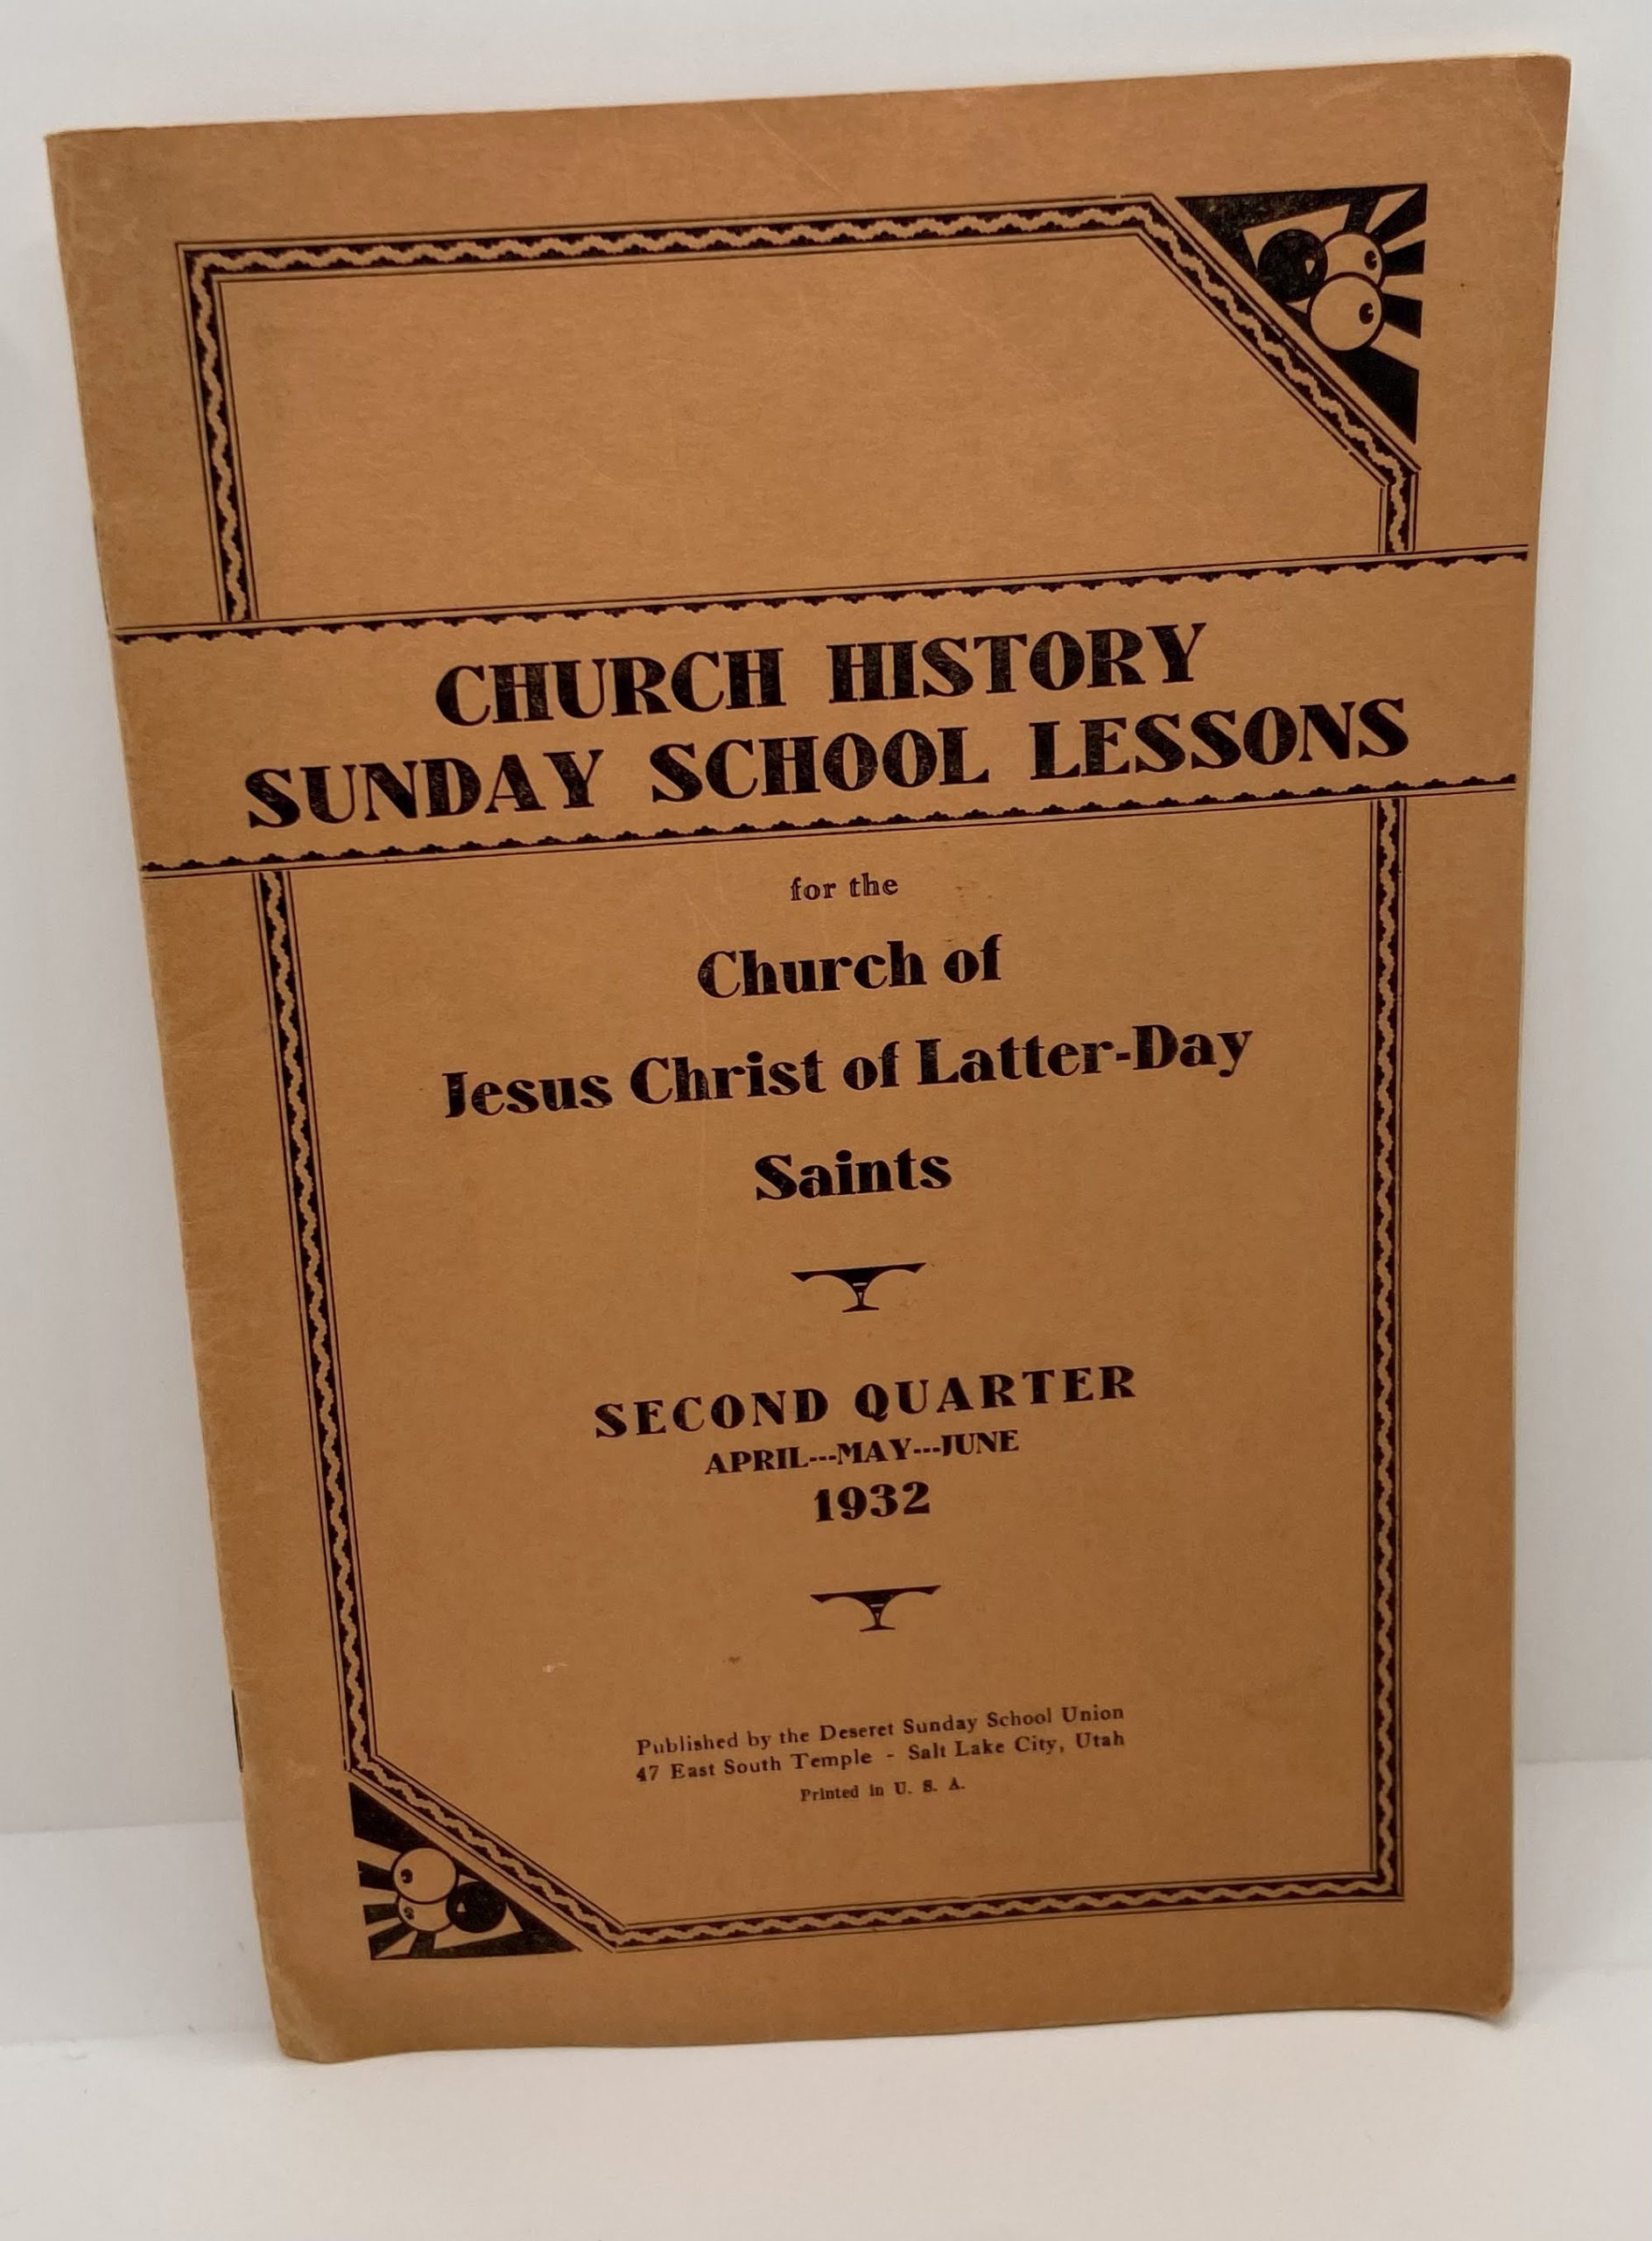 CHURCH HISTORY
SUNDAY SCHOOL LESSONS
for the
Church of
Jesus Christ of Latter-Day
Saints
SECOND QUARTER
APRIL---MAY---JUNE
1932
Published by the Deseret Sunday School Union
47 East South Temple - Salt Lake City, Utah
Printed in U. S. A.